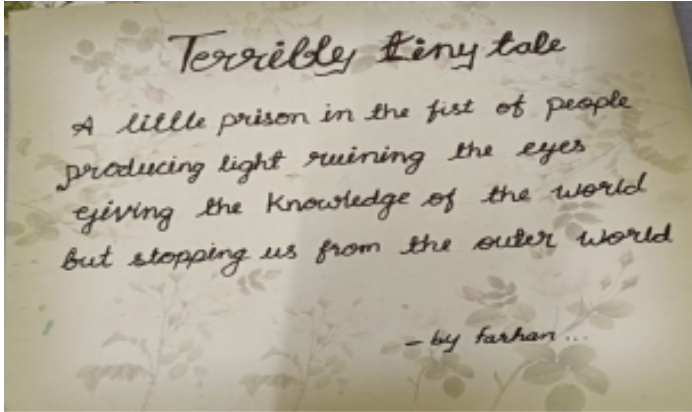 Terribly tiny tale
A little prison in the fist of people
producing light ruining the eyes
giving the knowledge of the world
but stopping us from the outer world
- by farhan...